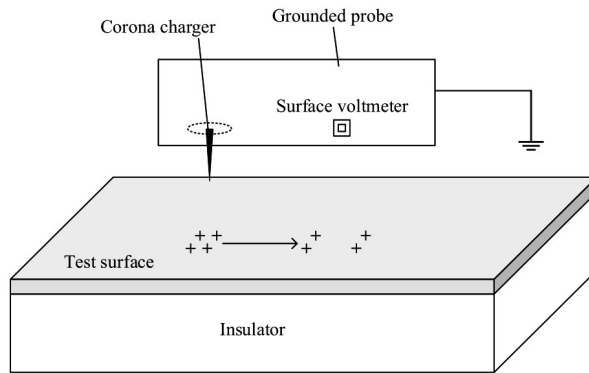 Grounded probe
Corona charger
Surface voltmeter
Test surface
Insulator